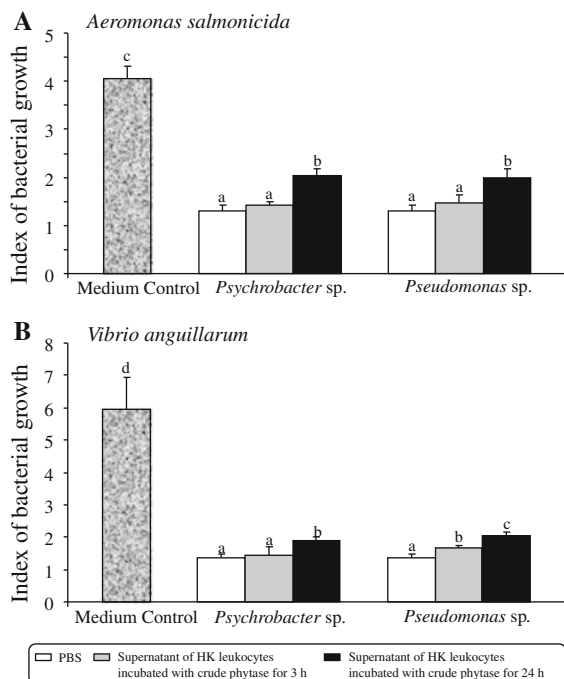 A Aeromonas salmonicida
Index of bacterial growth
5
4
3
2
1
0
c
a
a
b
a
a
b
Medium Control Psychrobacter sp. Pseudomonas sp.
B Vibrio anguillarum
Index of bacterial growth
8
7
6
5
4
3
2
1
0
d
a
a
b
a
b
c
Medium Control Psychrobacter sp. Pseudomonas sp.
PBS
Supernatant of HK leukocytes
incubated with crude phytase for 3 h
Supernatant of HK leukocytes
incubated with crude phytase for 24 h